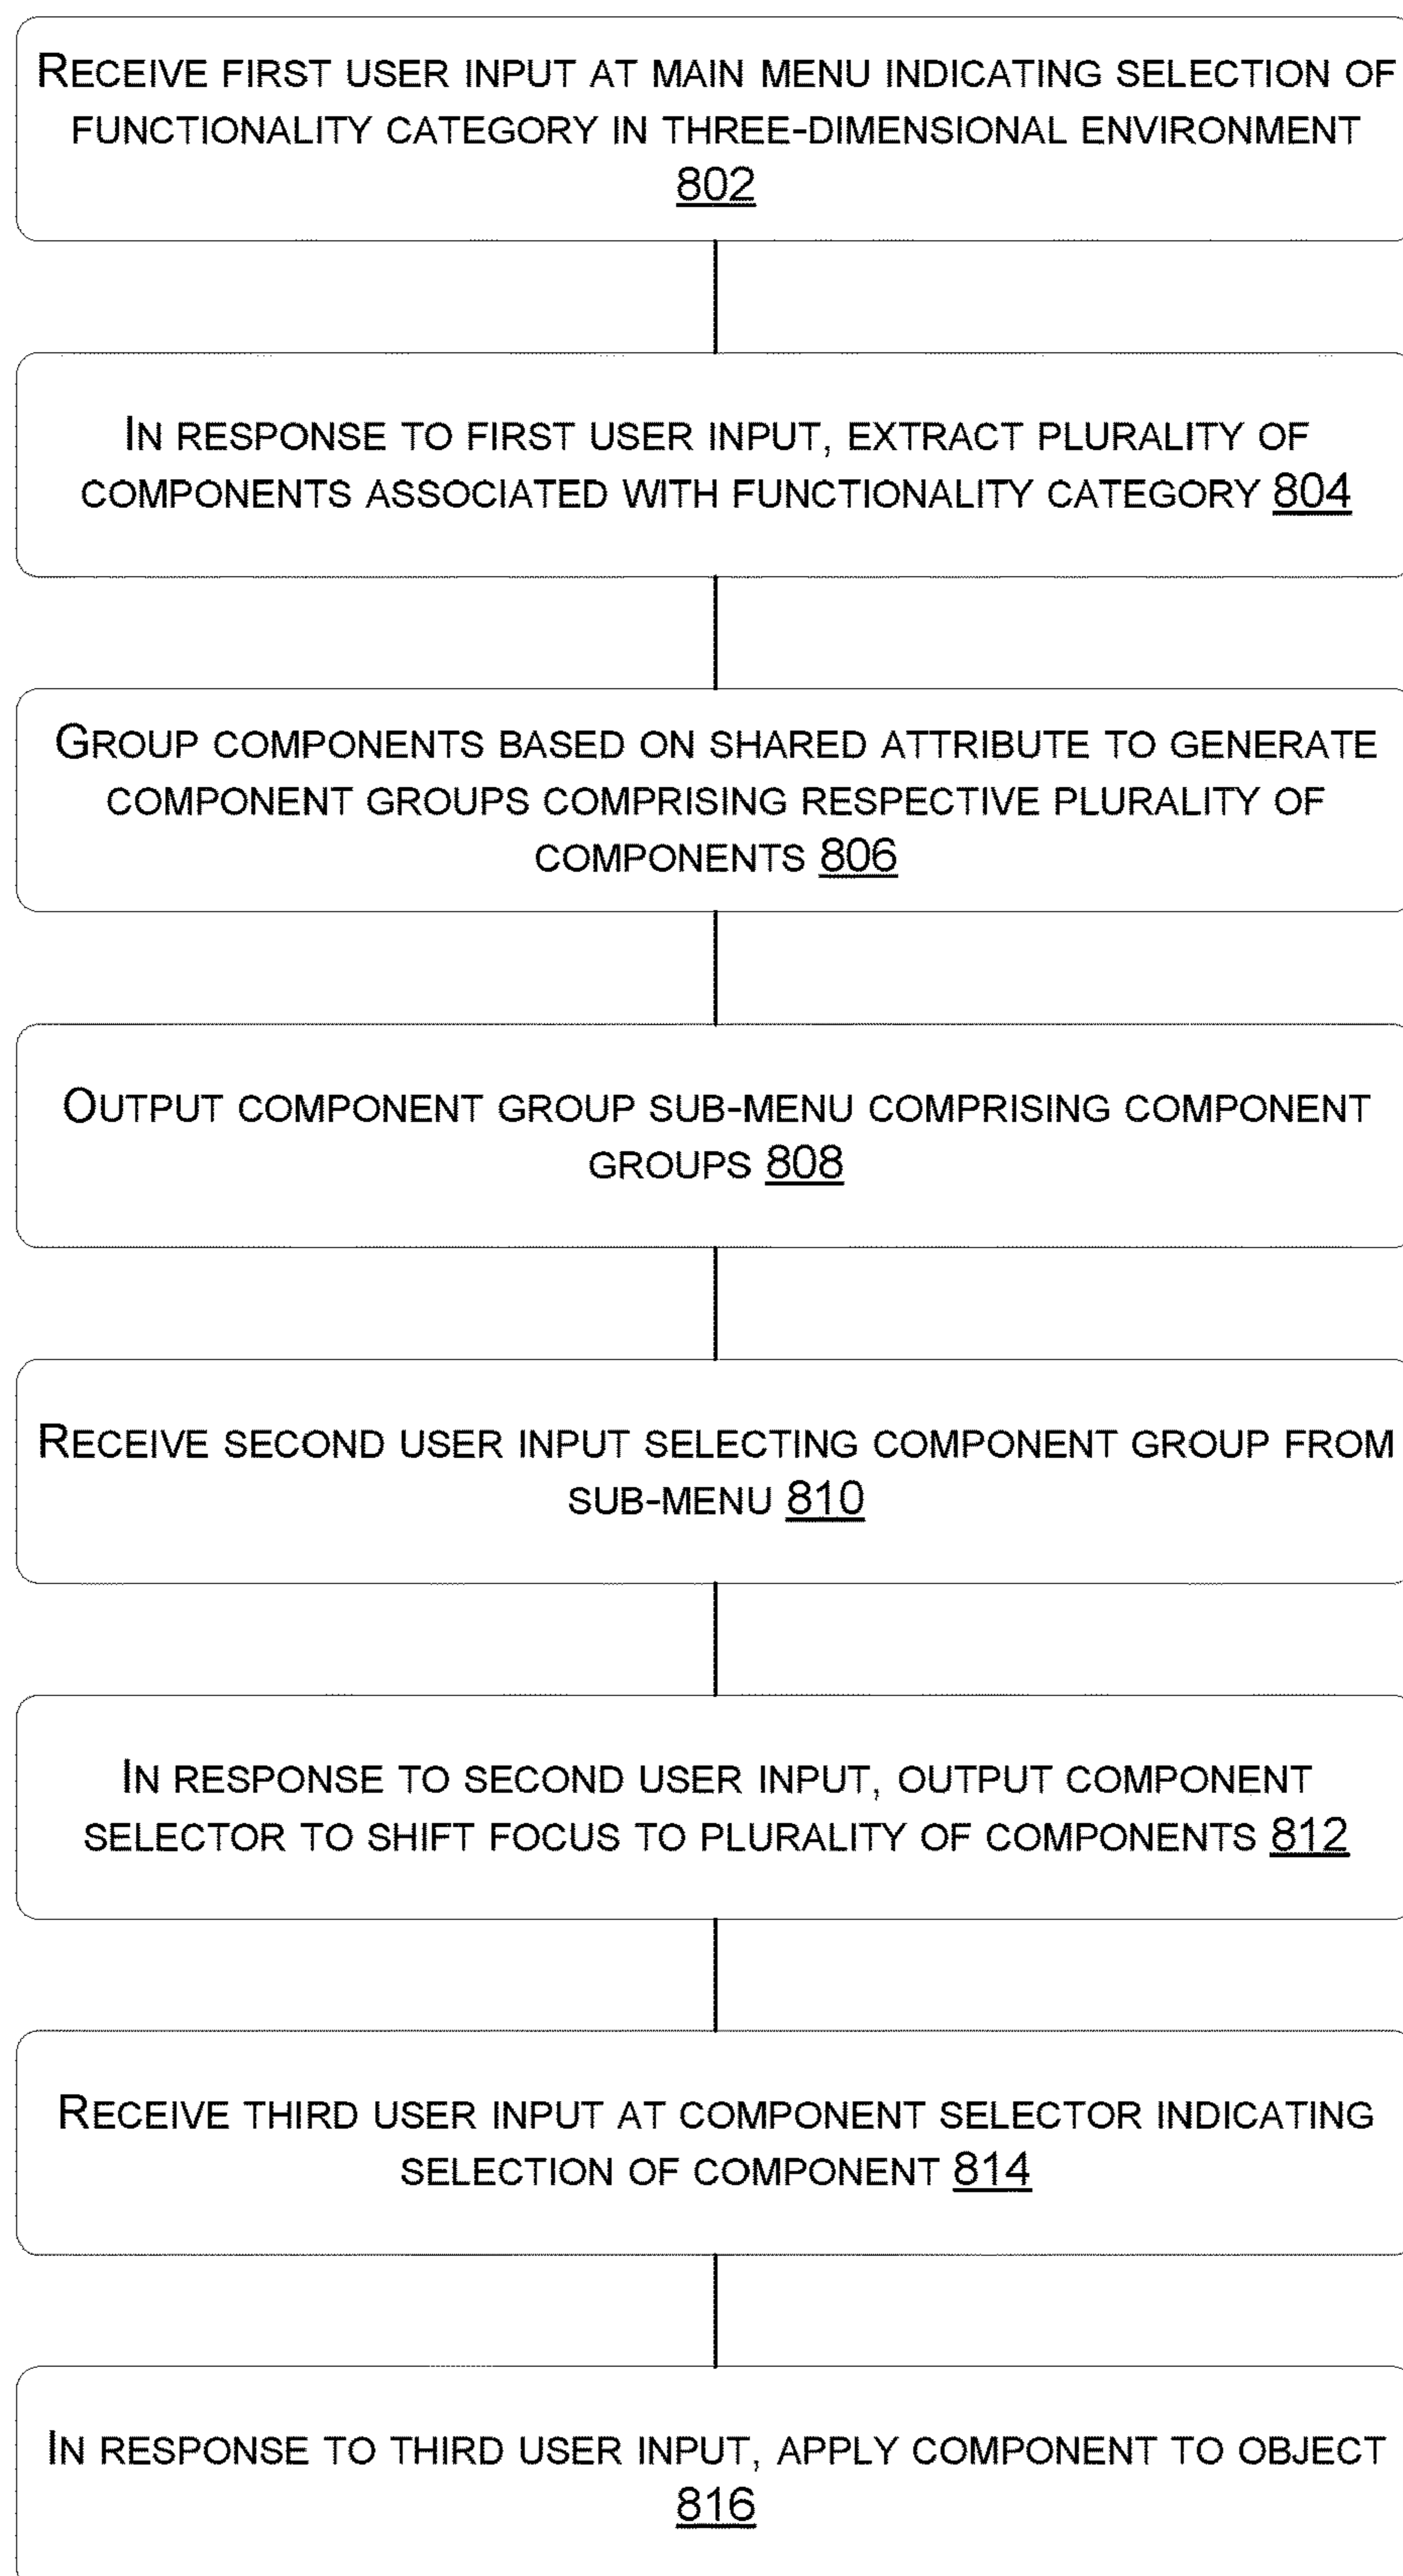 RECEIVE FIRST USER INPUT AT MAIN MENU INDICATING SELECTION OF
FUNCTIONALITY CATEGORY IN THREE-DIMENSIONAL ENVIRONMENT
802
IN RESPONSE TO FIRST USER INPUT, EXTRACT PLURALITY OF
COMPONENTS ASSOCIATED WITH FUNCTIONALITY CATEGORY 804
GROUP COMPONENTS BASED ON SHARED ATTRIBUTE TO GENERATE
COMPONENT GROUPS COMPRISING RESPECTIVE PLURALITY OF
COMPONENTS 806
OUTPUT COMPONENT GROUP SUB-MENU COMPRISING COMPONENT
GROUPS 808
RECEIVE SECOND USER INPUT SELECTING COMPONENT GROUP FROM
SUB-MENU 810
IN RESPONSE TO SECOND USER INPUT, OUTPUT COMPONENT
SELECTOR TO SHIFT FOCUS TO PLURALITY OF COMPONENTS 812
RECEIVE THIRD USER INPUT AT COMPONENT SELECTOR INDICATING
SELECTION OF COMPONENT 814
IN RESPONSE TO THIRD USER INPUT, APPLY COMPONENT TO OBJECT
816